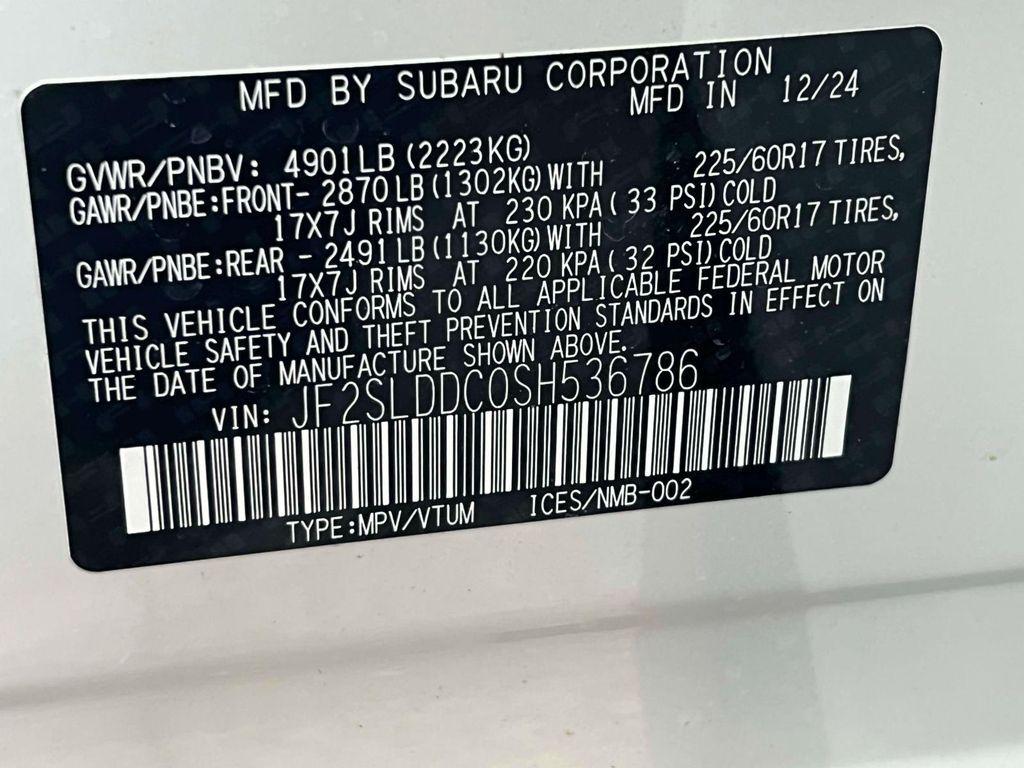 MFD BY SUBARU CORPORATION
MFD IN 12/24
GVWR/PNBV: 4901LB (2223KG)
GAWR/PNBE:FRONT- 2870LB (1302KG) WITH 225/60R17 TIRES,
17X7J RIMS AT 230 KPA( 33 PSI) COLD
GAWR/PNBE:REAR - 2491LB (1130KG) WITH 225/60R17 TIRES,
17X7J RIMS AT 220 KPA( 32 PSI) COLD
THIS VEHICLE CONFORMS TO ALL APPLICABLE FEDERAL MOTOR
VEHICLE SAFETY AND THEFT PREVENTION STANDARDS IN EFFECT ON
THE DATE OF MANUFACTURE SHOWN ABOVE.
VIN: JF2SLDDC0SH536786
TYPE:MPV/VTUM ICES/NMB-002